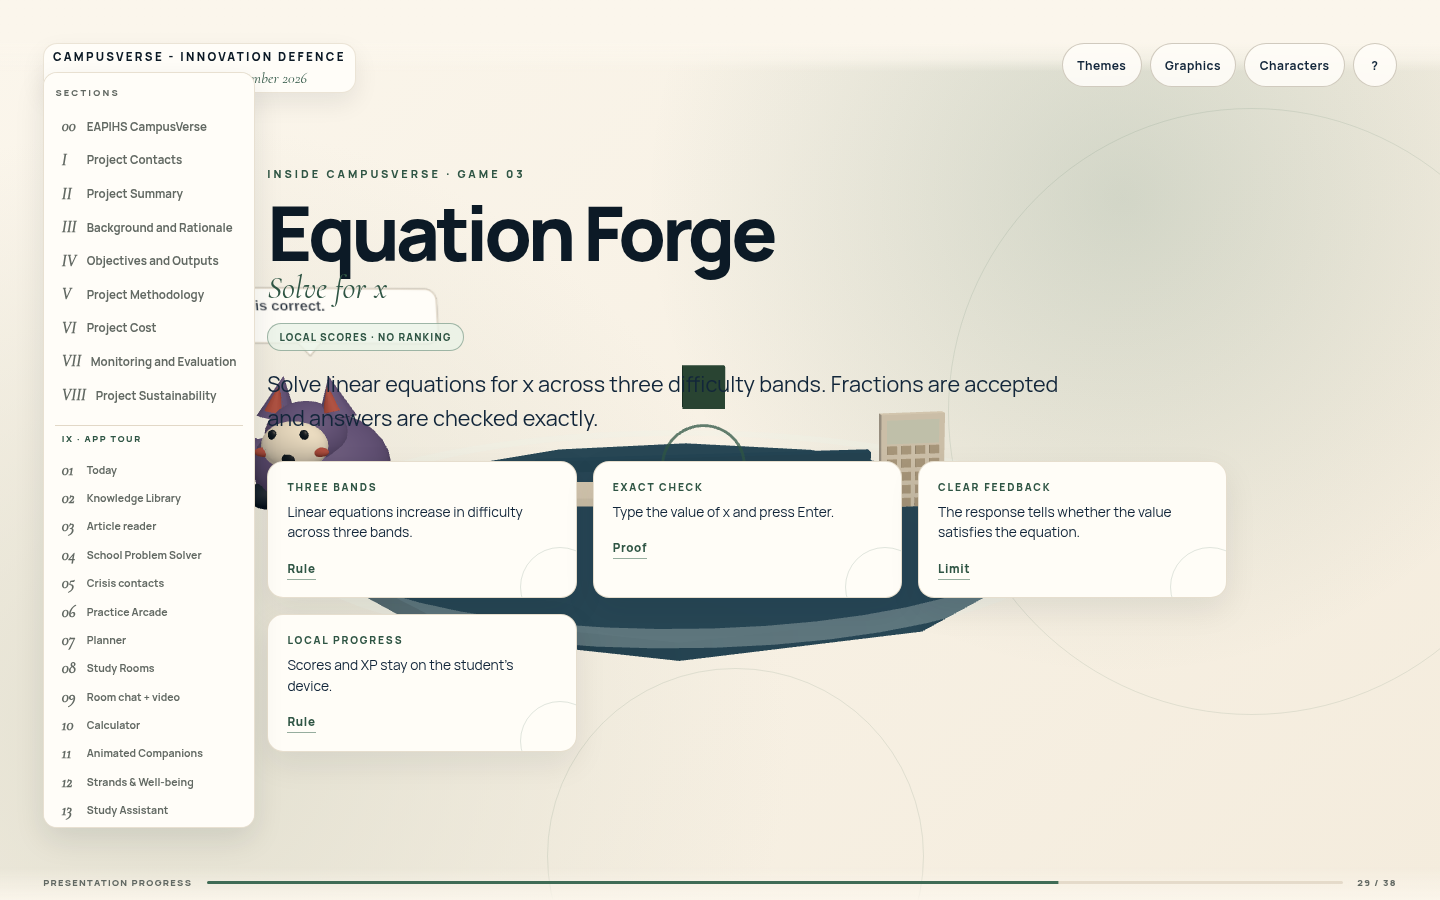 CAMPUSVERSE - INNOVATION DEFENCE
mber 2026
Themes
Graphics
Characters
?
SECTIONS
00 EAPIHS CampusVerse
I Project Contacts
II Project Summary
III Background and Rationale
IV Objectives and Outputs
V Project Methodology
VI Project Cost
VII Monitoring and Evaluation
VIII Project Sustainability
IX · APP TOUR
01 Today
02 Knowledge Library
03 Article reader
04 School Problem Solver
05 Crisis contacts
06 Practice Arcade
07 Planner
08 Study Rooms
09 Room chat + video
10 Calculator
11 Animated Companions
12 Strands & Well-being
13 Study Assistant
INSIDE CAMPUSVERSE · GAME 03
Equation Forge
Solve for x
is correct.
LOCAL SCORES · NO RANKING
Solve linear equations for x across three difficulty bands. Fractions are accepted
and answers are checked exactly.
THREE BANDS
Linear equations increase in difficulty
across three bands.
Rule
EXACT CHECK
Type the value of x and press Enter.
Proof
CLEAR FEEDBACK
The response tells whether the value
satisfies the equation.
Limit
LOCAL PROGRESS
Scores and XP stay on the student's
device.
Rule
PRESENTATION PROGRESS
29 / 38